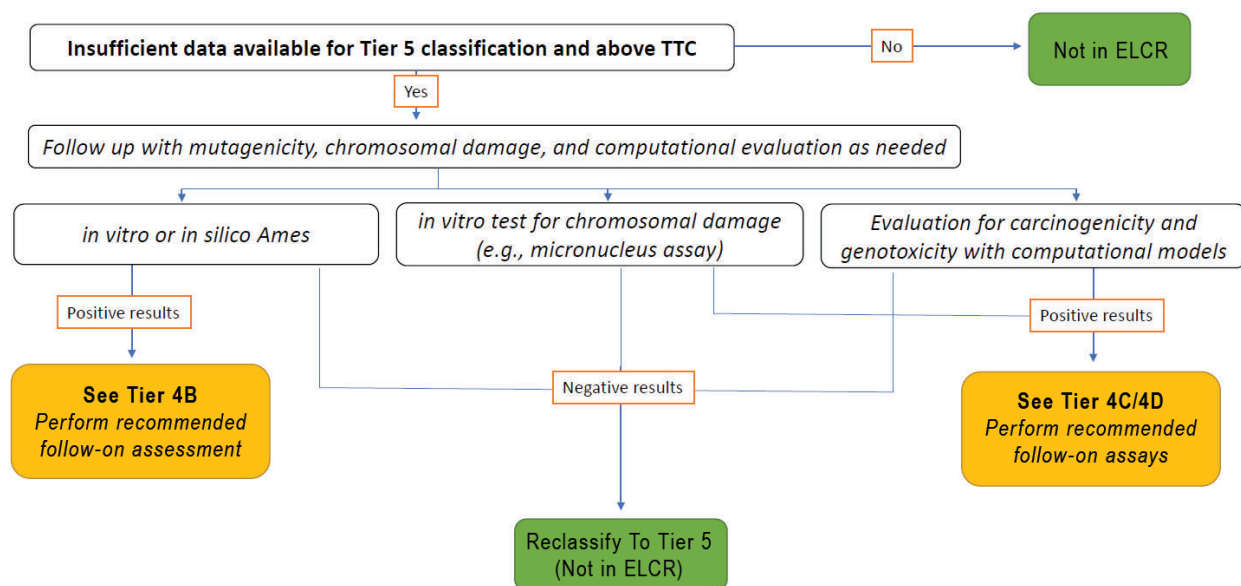 Insufficient data available for Tier 5 classification and above TTC
No
Not in ELCR
Yes
Follow up with mutagenicity, chromosomal damage, and computational evaluation as needed
in vitro or in silico Ames
in vitro test for chromosomal damage
(e.g., micronucleus assay)
Evaluation for carcinogenicity and
genotoxicity with computational models
Positive results
Positive results
Negative results
See Tier 4B
Perform recommended
follow-on assessment
See Tier 4C/4D
Perform recommended
follow-on assays
Reclassify To Tier 5
(Not in ELCR)